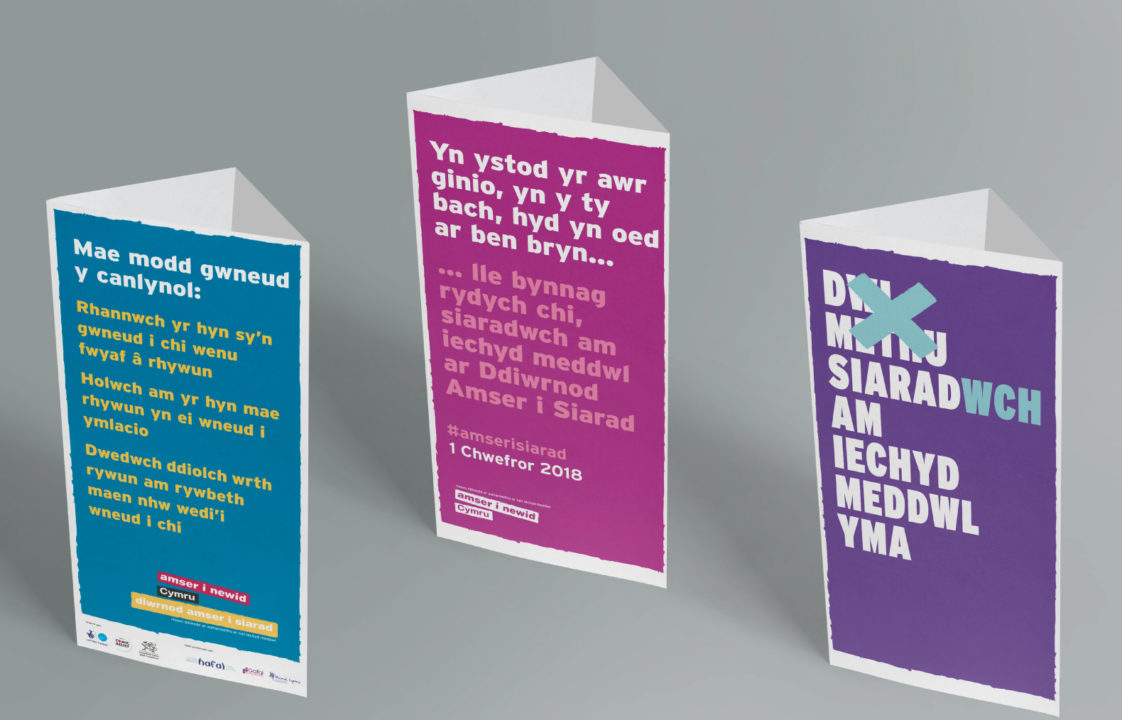 Mae modd gwneud
y canlynol:
Rhannwch yr hyn sy'n
gwneud i chi wenu
fwyaf â rhywun
Holwch am yr hyn mae
rhywun yn ei wneud i
ymlacio
Dwedwch ddiolch wrth
rywun am rywbeth
maen nhw wedi'i
wneud i chi
amser i newid
Cymru
diwrnod amser i siarad
hafal
Gofal
Yn ystod yr awr
ginio, yn y ty
bach, hyd yn oed
ar ben bryn...
... lle bynnag
rydych chi,
siaradwch am
iechyd meddwl
ar Ddiwrnod
Amser i Siarad
#amserisiarad
1 Chwefror 2018
amser i newid
Cymru
DWI
METHU
SIARADWCH
AM
IECHYD
MEDDWL
YMA